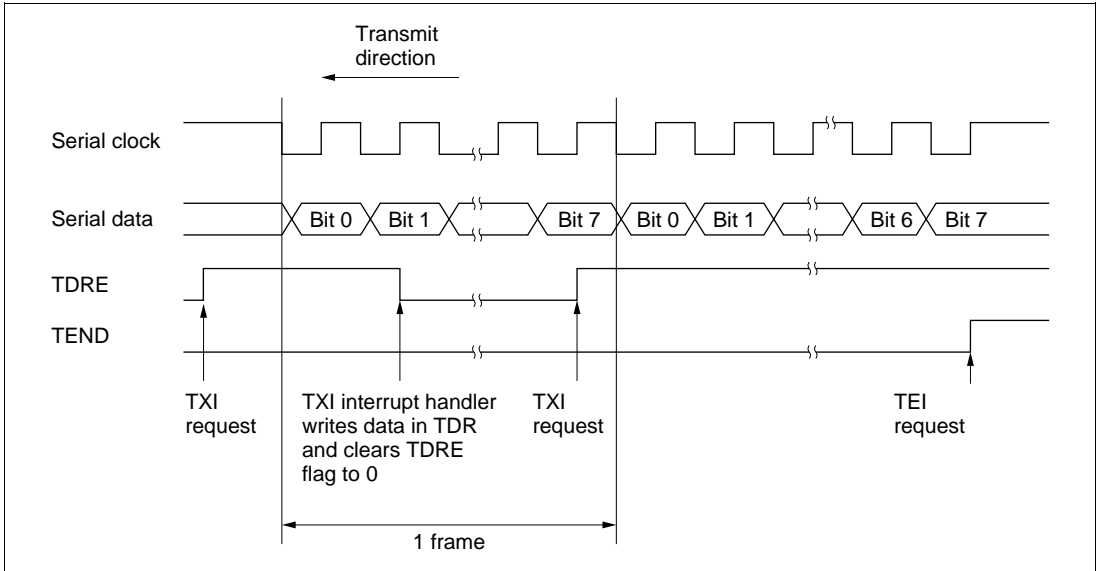 Transmit
direction
Serial clock
Serial data
Bit 0
Bit 1
Bit 7
Bit 0
Bit 1
Bit 6
Bit 7
TDRE
TEND
TXI
request
TXI interrupt handler
writes data in TDR
and clears TDRE
flag to 0
TXI
request
TEI
request
1 frame